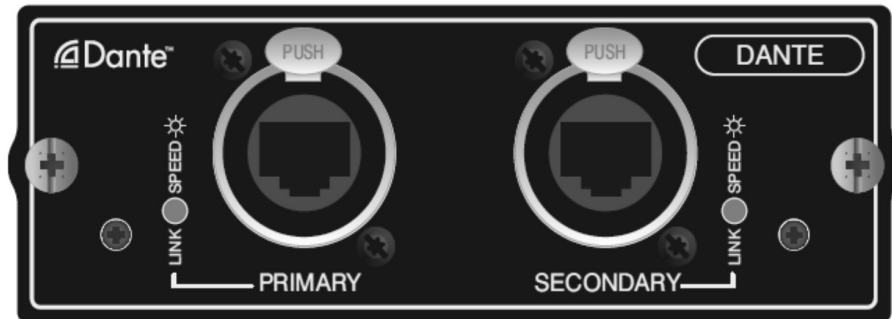 Dante™
PUSH
PUSH
DANTE
LINK SPEED
LINK SPEED
PRIMARY
SECONDARY